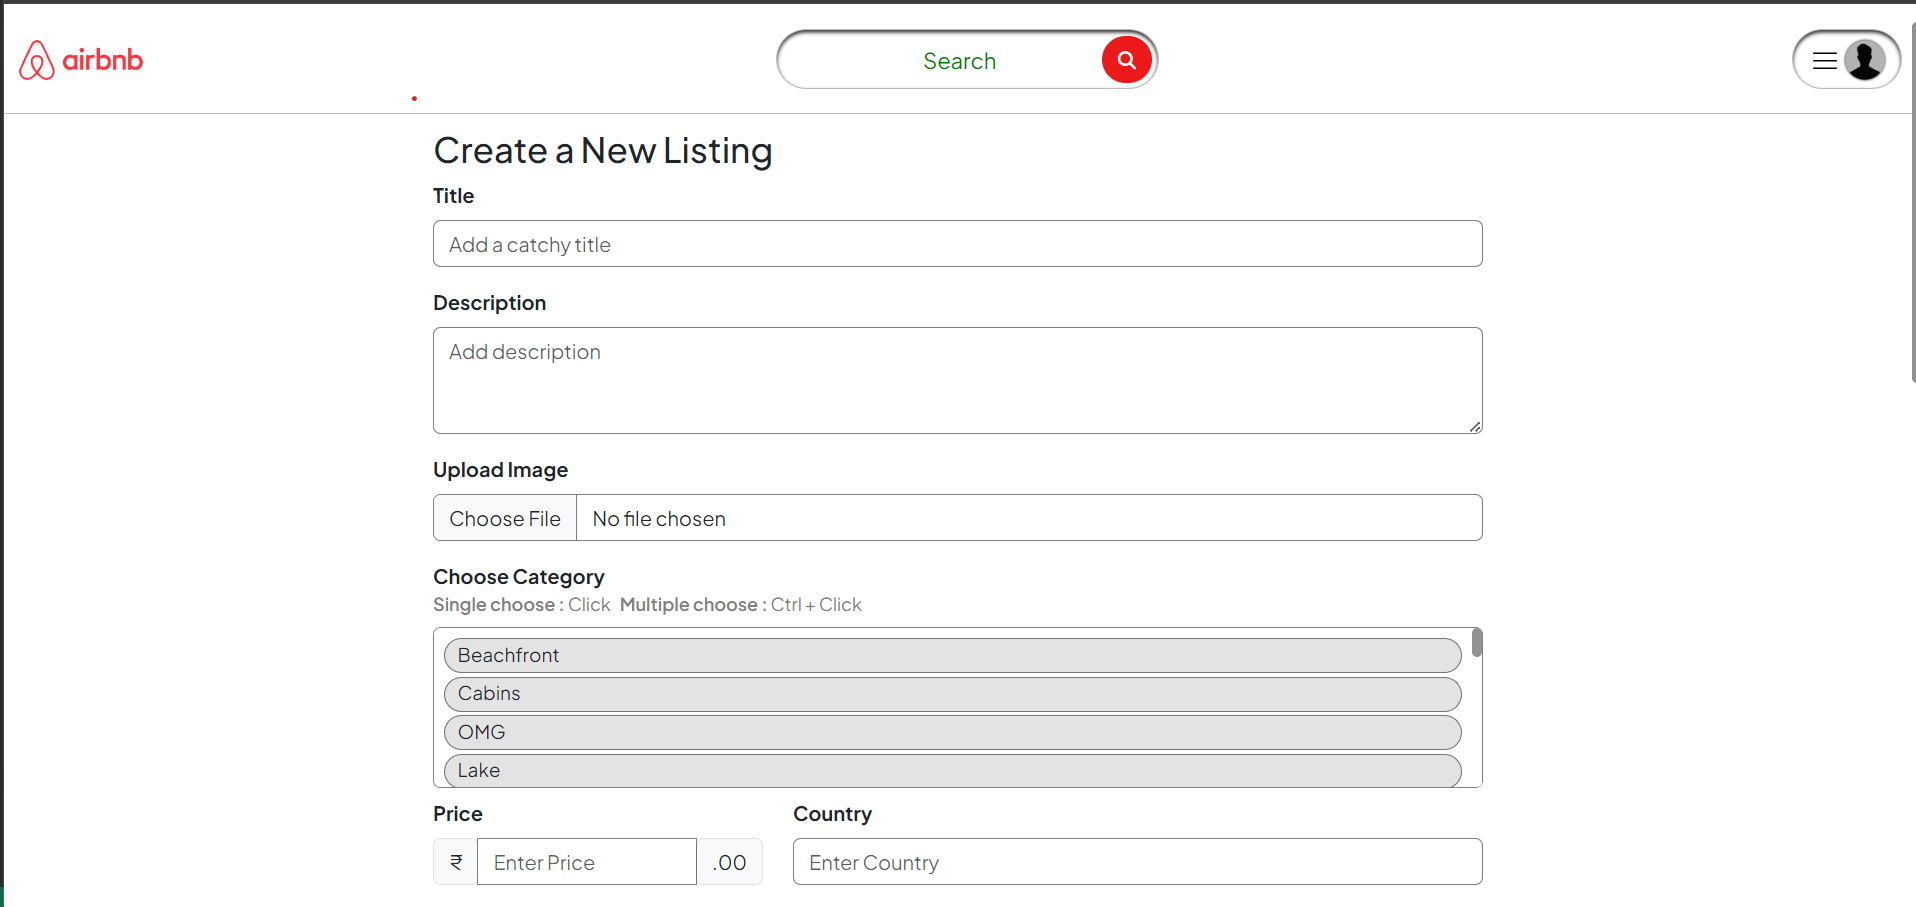 airbnb
Search
Create a New Listing
Title
Add a catchy title
Description
Add description
Upload Image
Choose File No file chosen
Choose Category
Single choose : Click Multiple choose : Ctrl + Click
Beachfront
Cabins
OMG
Lake
Price Country
₹ Enter Price .00 Enter Country